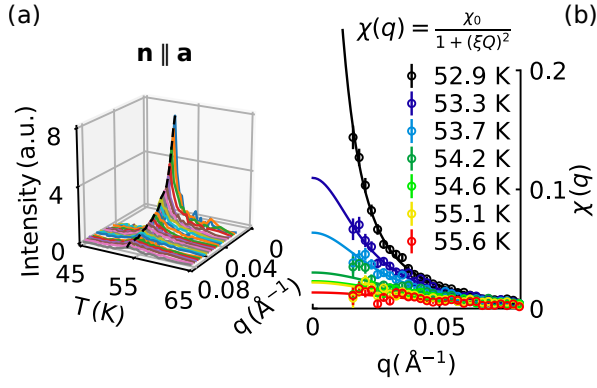 (a)
n ∥ a
Intensity (a.u.)
8
4
0
45
55
65
T (K)
0
0.04
0.08
q (Å⁻¹)
(b)
χ(q) = χ₀ / 1 + (ξQ)²
52.9 K
53.3 K
53.7 K
54.2 K
54.6 K
55.1 K
55.6 K
0.2
0.1
0
χ(q)
0
0.05
q(Å⁻¹)